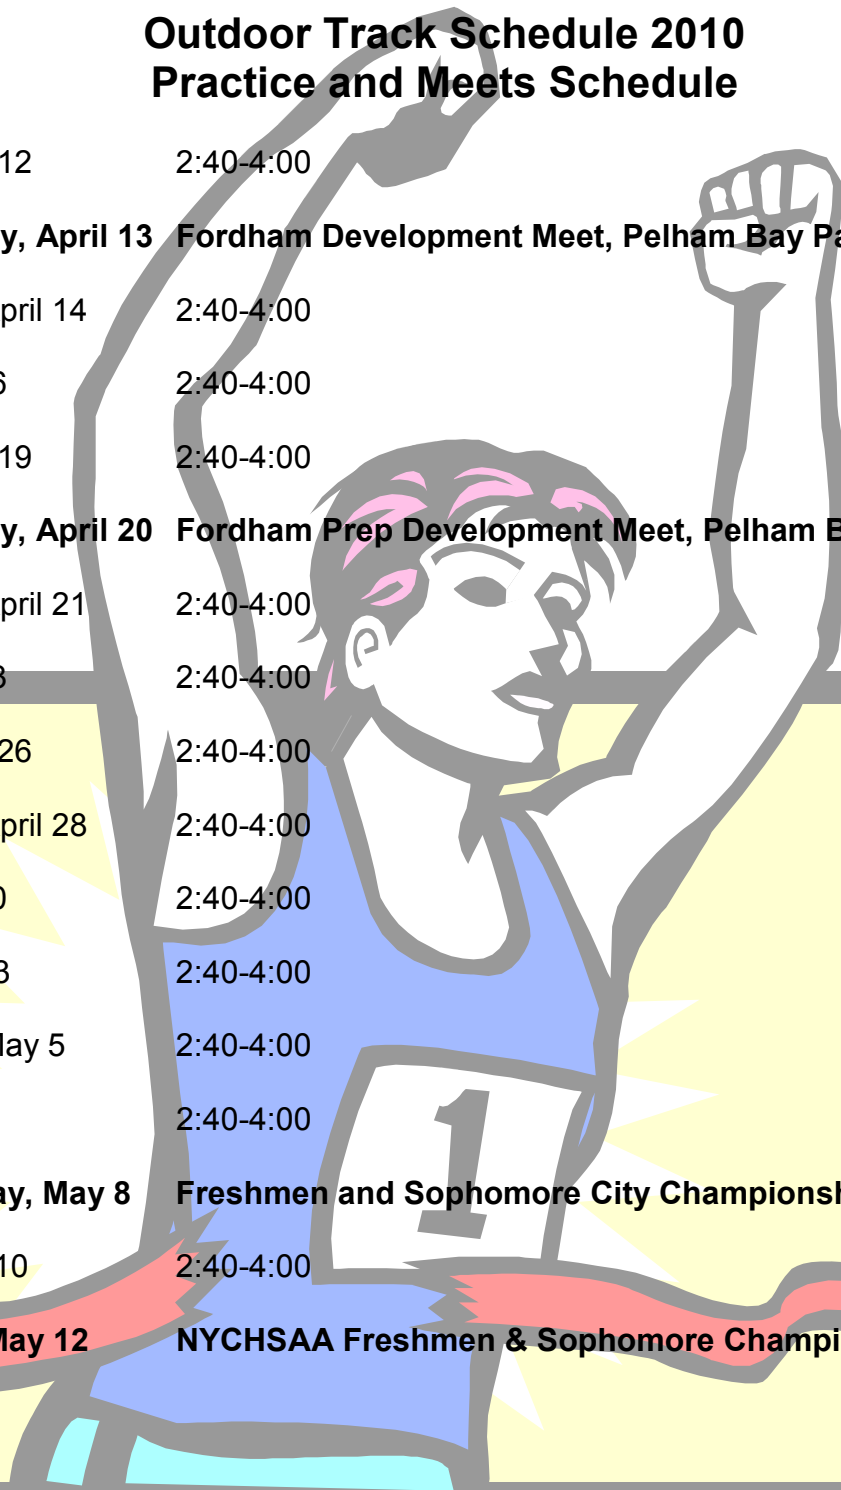 Outdoor Track Schedule 2010
Practice and Meets Schedule
12 2:40-4:00
y, April 13 Fordham Development Meet, Pelham Bay Pa
pril 14 2:40-4:00
6 2:40-4:00
19 2:40-4:00
y, April 20 Fordham Prep Development Meet, Pelham B
pril 21 2:40-4:00
3 2:40-4:00
26 2:40-4:00
pril 28 2:40-4:00
0 2:40-4:00
3 2:40-4:00
May 5 2:40-4:00
2:40-4:00
1
ay, May 8 Freshmen and Sophomore City Championsh
10 2:40-4:00
May 12 NYCHSAA Freshmen & Sophomore Champi